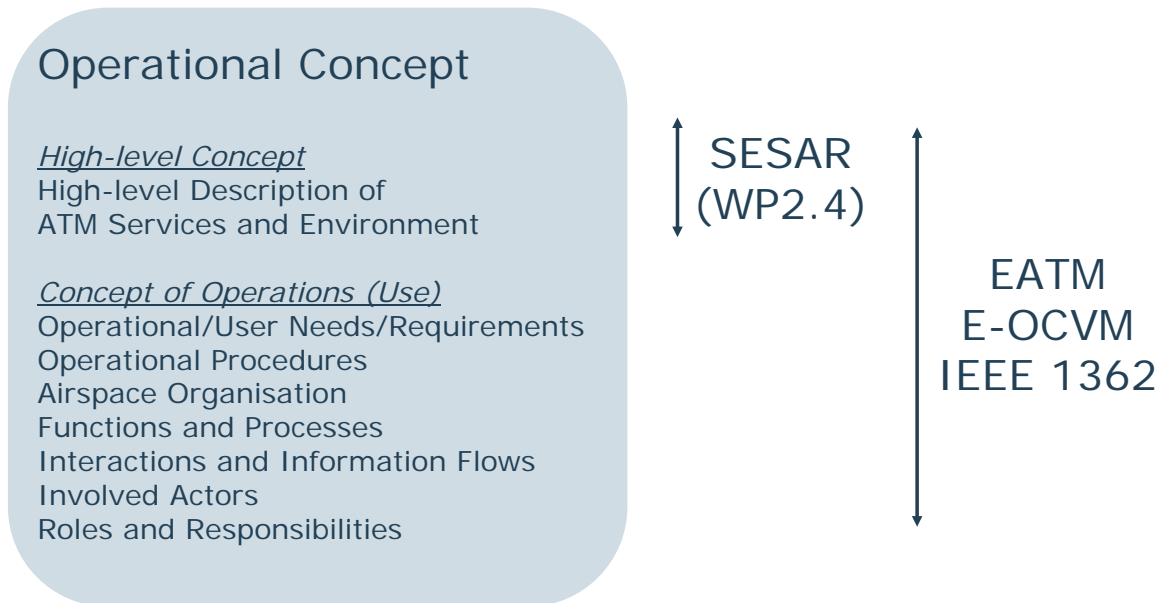 Operational Concept
High-level Concept
High-level Description of
ATM Services and Environment
Concept of Operations (Use)
Operational/User Needs/Requirements
Operational Procedures
Airspace Organisation
Functions and Processes
Interactions and Information Flows
Involved Actors
Roles and Responsibilities
SESAR
(WP2.4)
EATM
E-OCVM
IEEE 1362